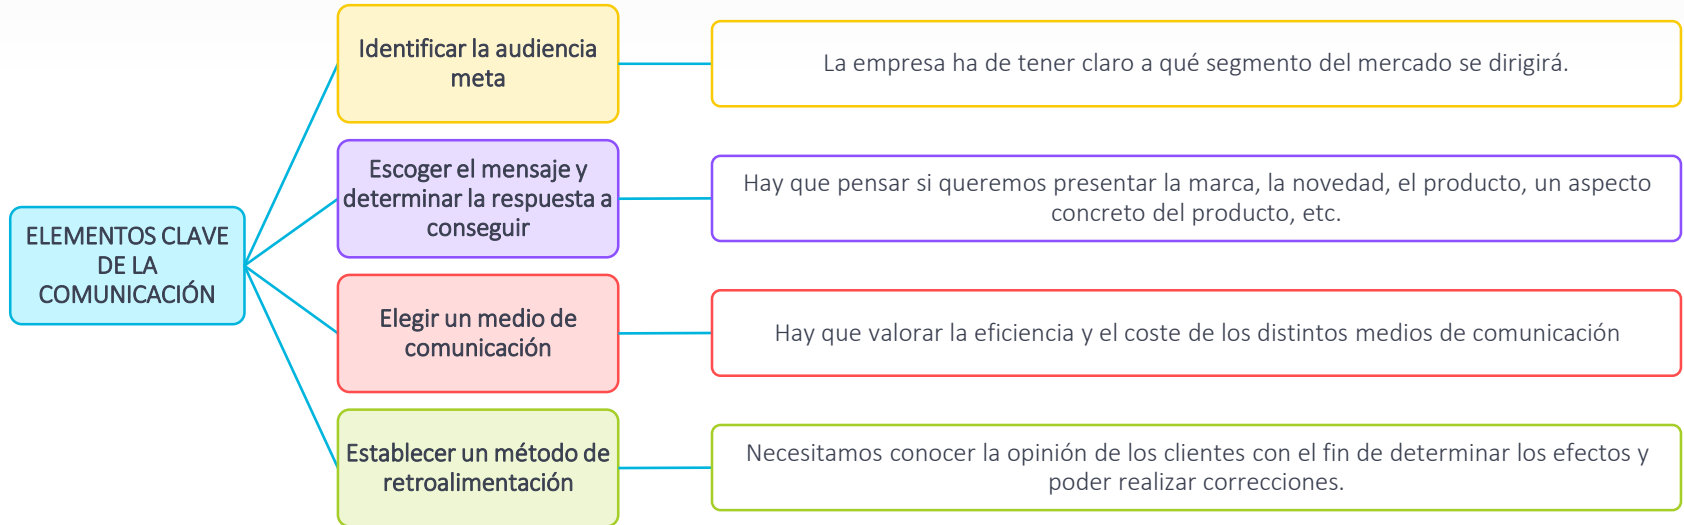 ELEMENTOS CLAVE
DE LA
COMUNICACIÓN
Identificar la audiencia
meta
La empresa ha de tener claro a qué segmento del mercado se dirigirá.
Escoger el mensaje y
determinar la respuesta a
conseguir
Hay que pensar si queremos presentar la marca, la novedad, el producto, un aspecto
concreto del producto, etc.
Elegir un medio de
comunicación
Hay que valorar la eficiencia y el coste de los distintos medios de comunicación
Establecer un método de
retroalimentación
Necesitamos conocer la opinión de los clientes con el fin de determinar los efectos y
poder realizar correcciones.